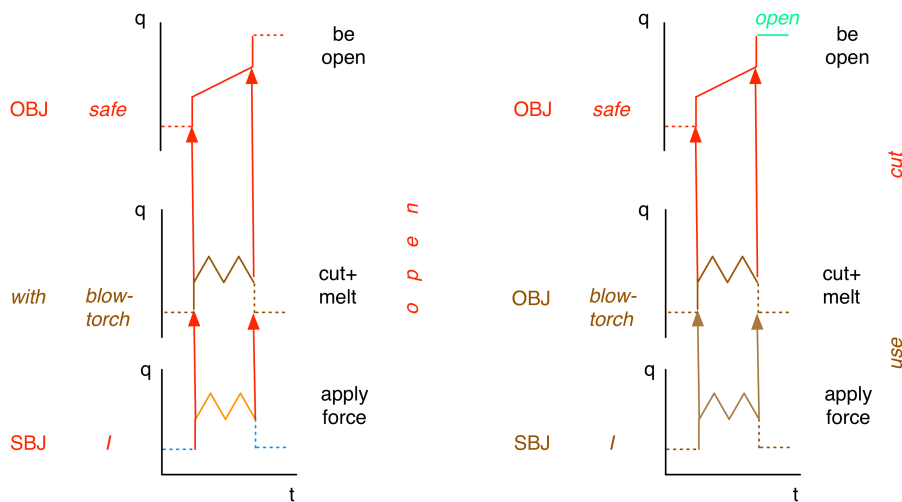 q
be
open
OBJ
safe
q
with
blow-
torch
cut+
melt
open
q
apply
force
SBJ
I
t
q
open
be
open
OBJ
safe
cut
q
OBJ
blow-
torch
cut+
melt
use
q
apply
force
SBJ
I
t